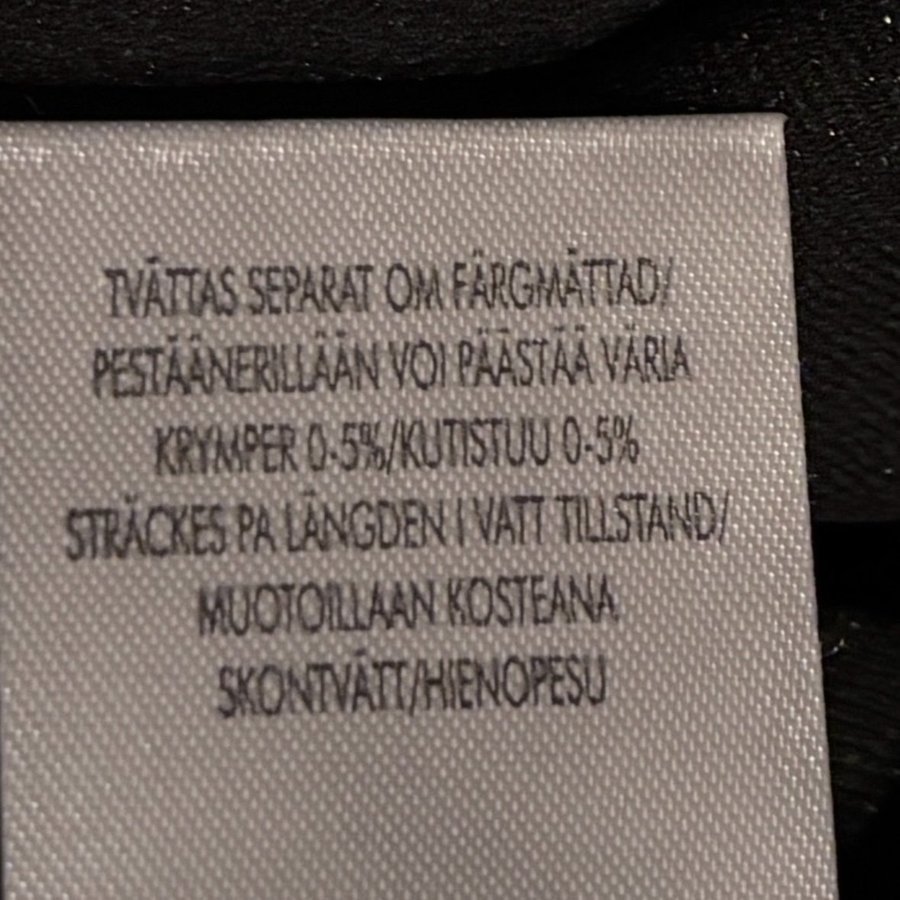 TVÄTTAS SEPARAT OM FÄRGMÄTTAD/
PESTÄÄNERILLÄÄN VOI PÄÄSTÄÄ VÄRIA
KRYMPER 0-5%/KUTISTUU 0-5%
STRÄCKES PA LÄNGDEN I VATT TILLSTAND/
MUOTOILLAAN KOSTEANA
SKONTVÄTT/HIENOPESU